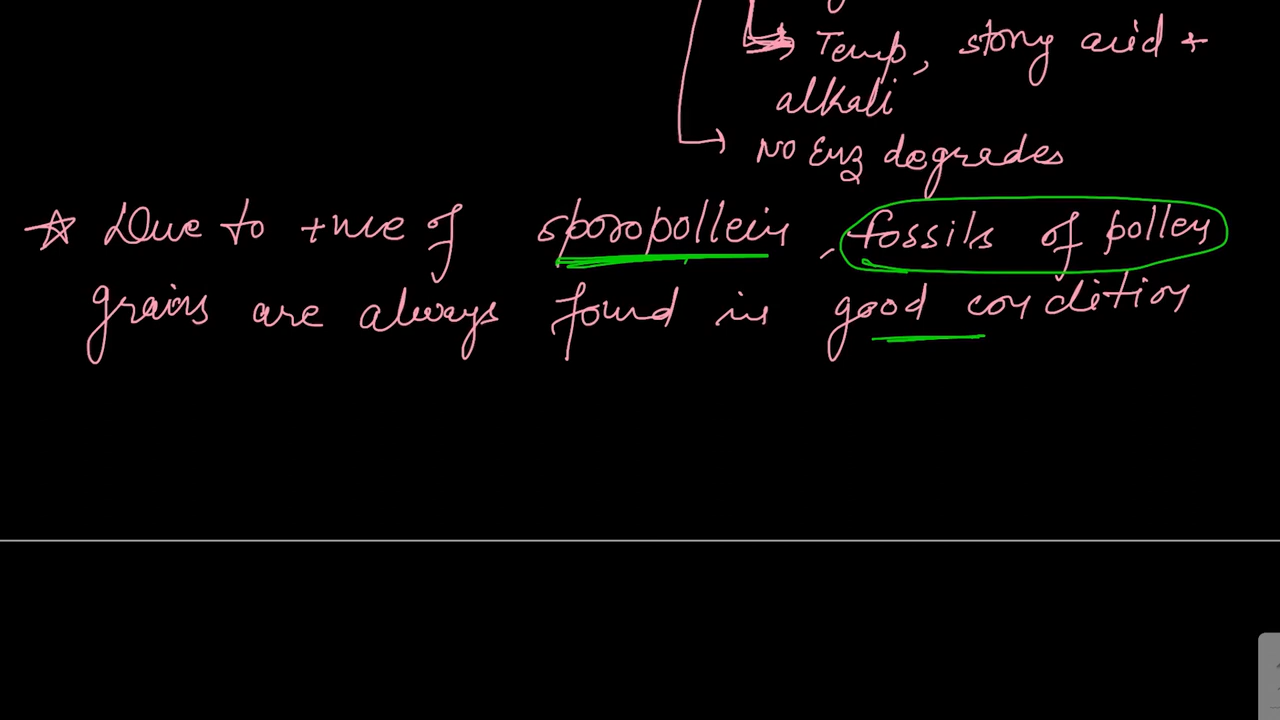 → Temp, strong acid +
alkali
→ No Enz degrades
☆ Due to +nce of sporopollein, fossils of pollen
grains are always found in good condition